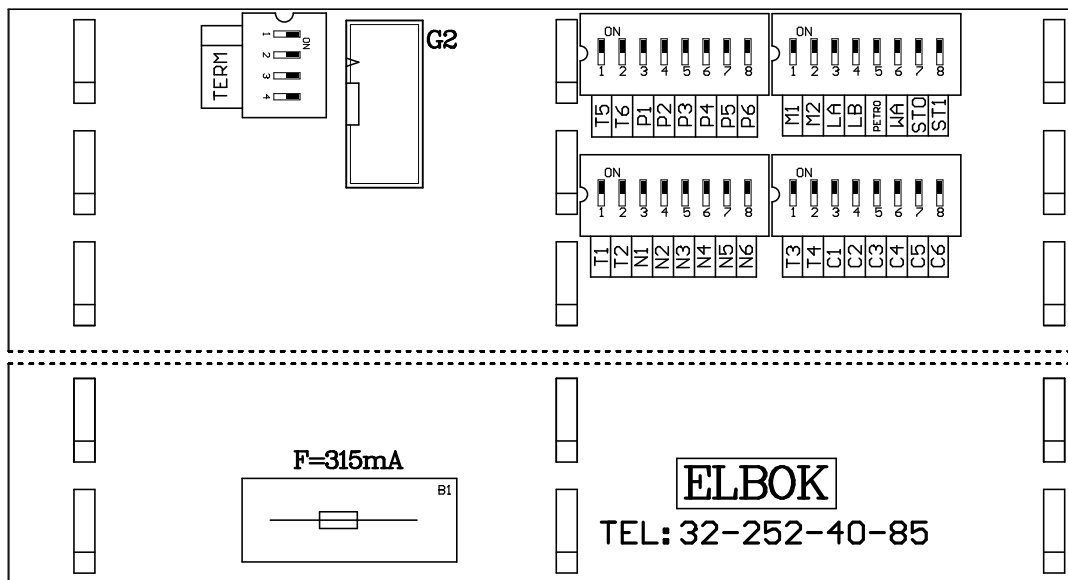 TERM
ON
1
2
3
4
G2
ON
1 2 3 4 5 6 7 8
T5 T6 P1 P2 P3 P4 P5 P6
ON
1 2 3 4 5 6 7 8
M1 M2 LA LB PETRO WA ST0 ST1
ON
1 2 3 4 5 6 7 8
T1 T2 N1 N2 N3 N4 N5 N6
ON
1 2 3 4 5 6 7 8
T3 T4 C1 C2 C3 C4 C5 C6
F=315mA
B1
ELBOK
TEL: 32-252-40-85